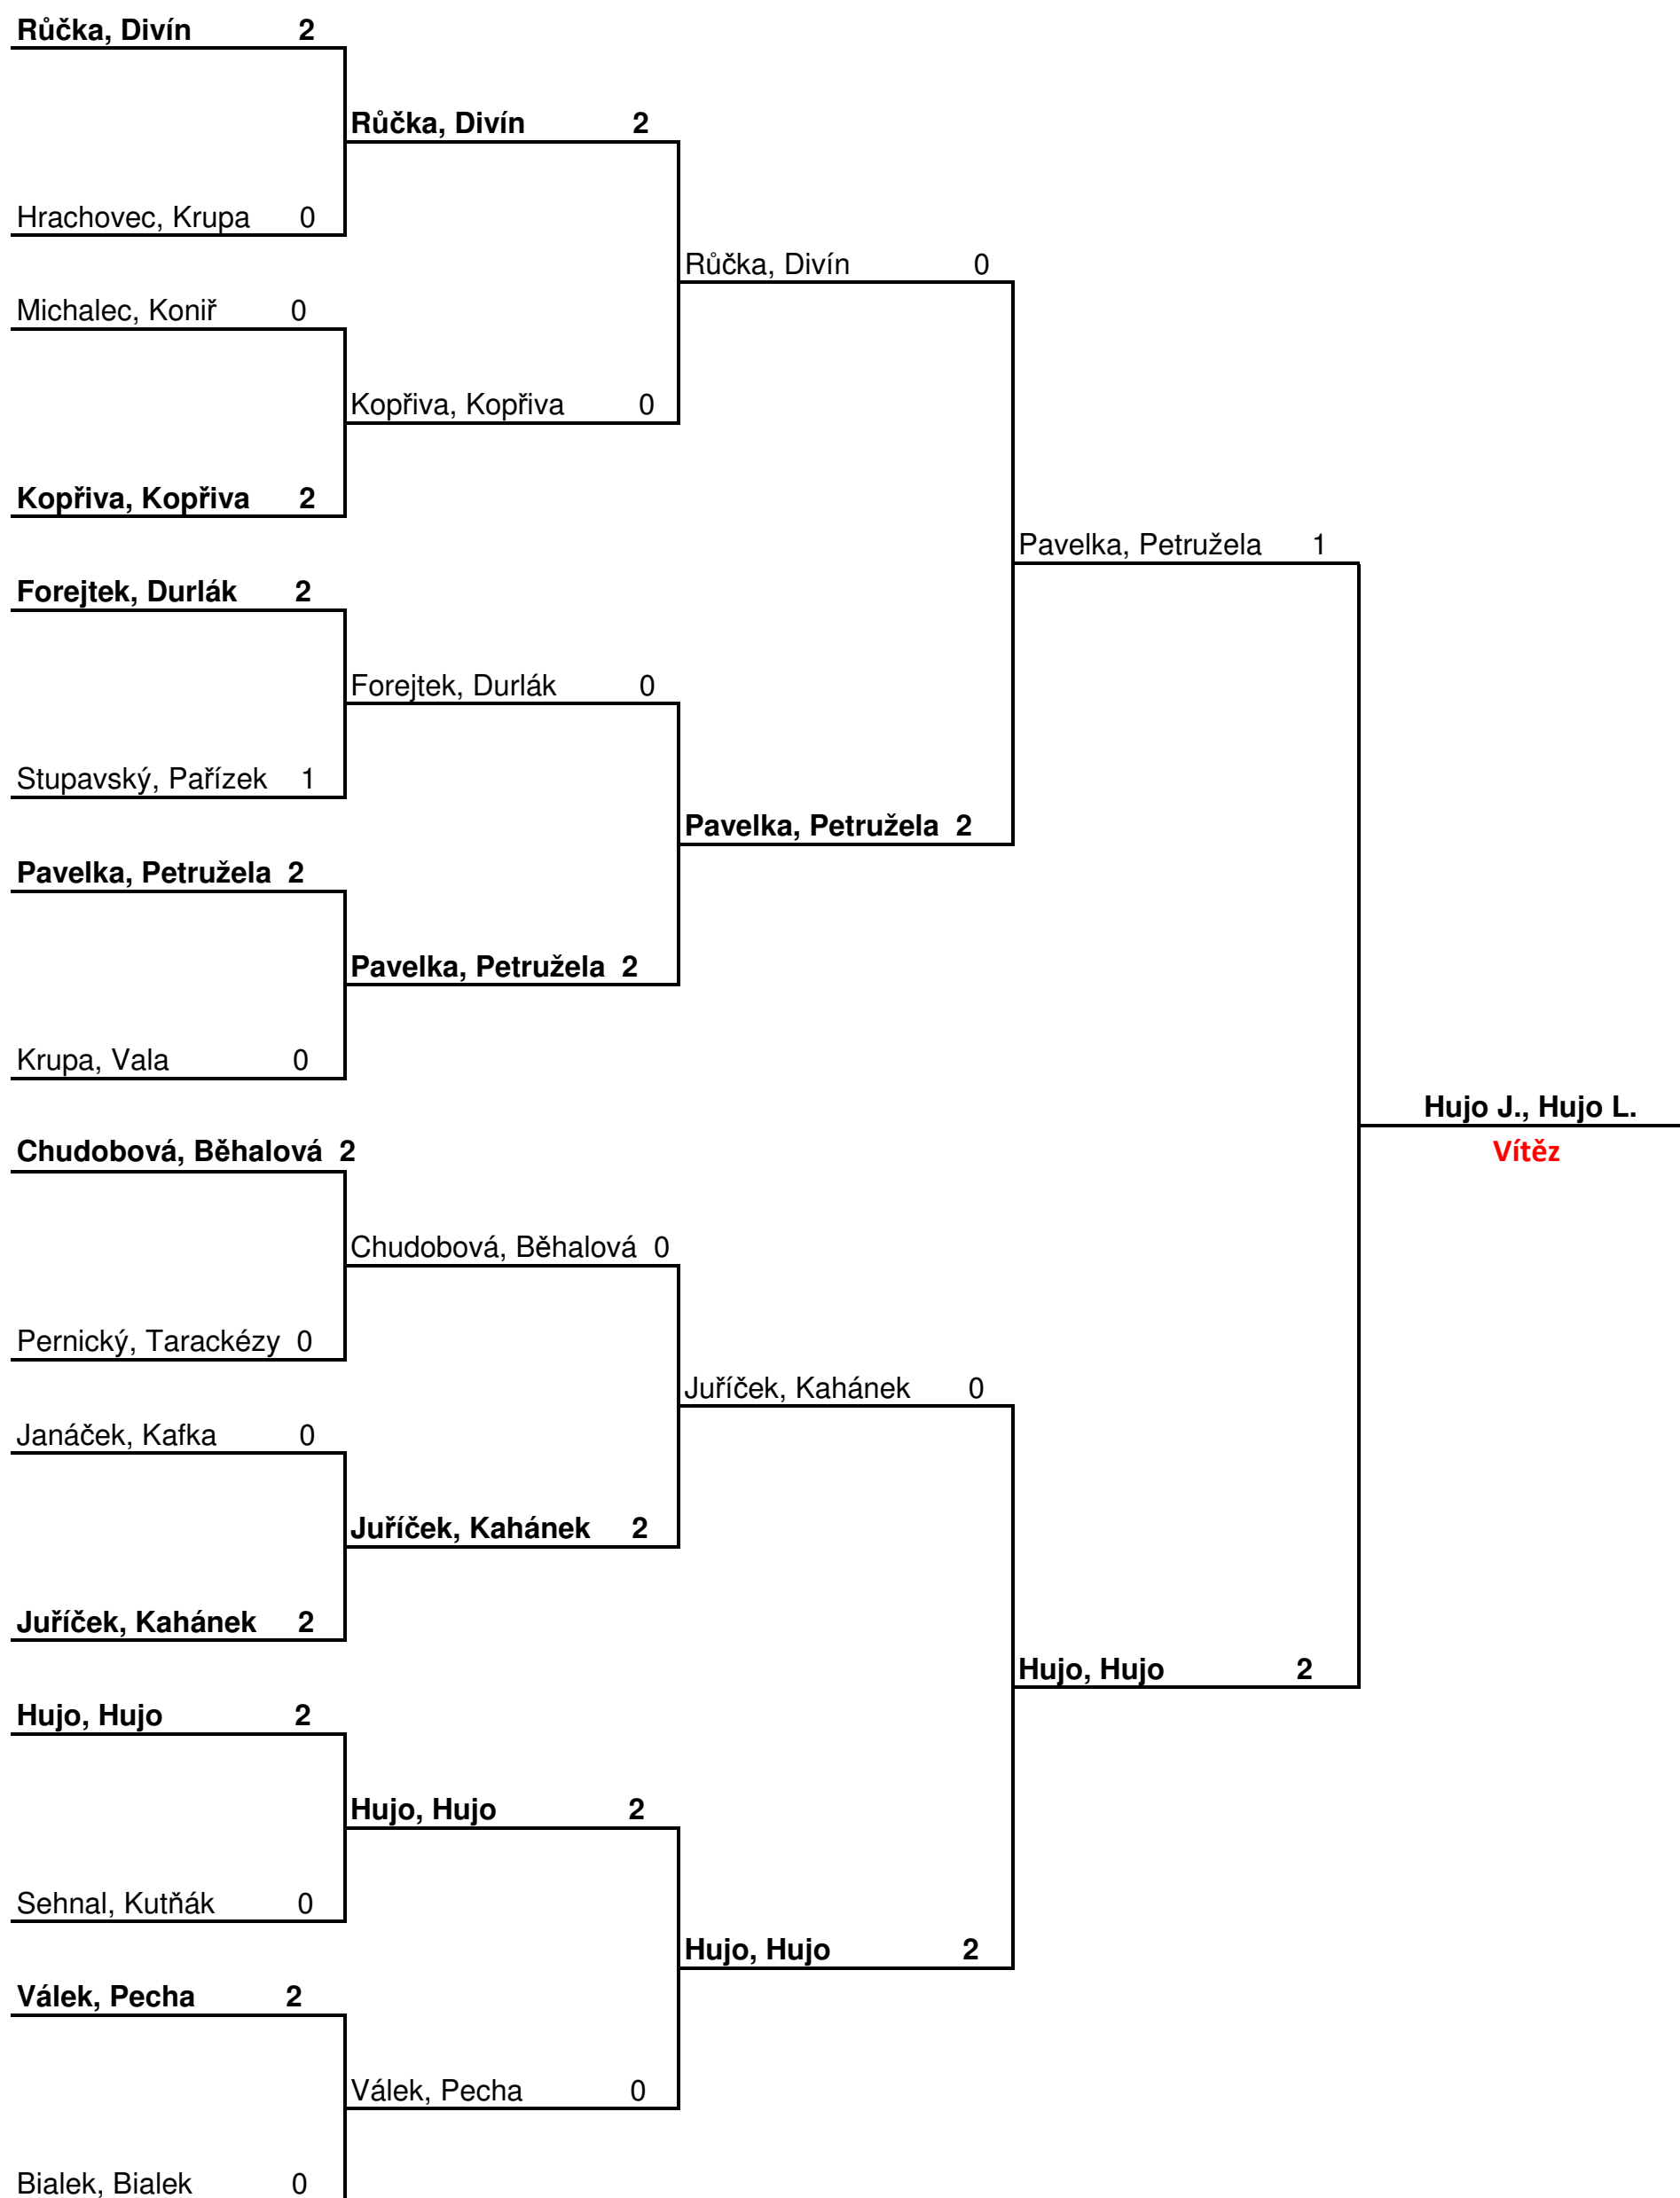 Růčka, Divín 2
Růčka, Divín 2
Hrachovec, Krupa 0
Růčka, Divín 0
Michalec, Koniř 0
Kopřiva, Kopřiva 0
Kopřiva, Kopřiva 2
Pavelka, Petružela 1
Forejtek, Durlák 2
Forejtek, Durlák 0
Stupavský, Pařízek 1
Pavelka, Petružela 2
Pavelka, Petružela 2
Pavelka, Petružela 2
Krupa, Vala 0
Hujo J., Hujo L.
Chudobová, Běhalová 2
Vítěz
Chudobová, Běhalová 0
Pernický, Tarackézy 0
Juříček, Kahánek 0
Janáček, Kafka 0
Juříček, Kahánek 2
Juříček, Kahánek 2
Hujo, Hujo 2
Hujo, Hujo 2
Hujo, Hujo 2
Sehnal, Kutňák 0
Hujo, Hujo 2
Válek, Pecha 2
Válek, Pecha 0
Bialek, Bialek 0